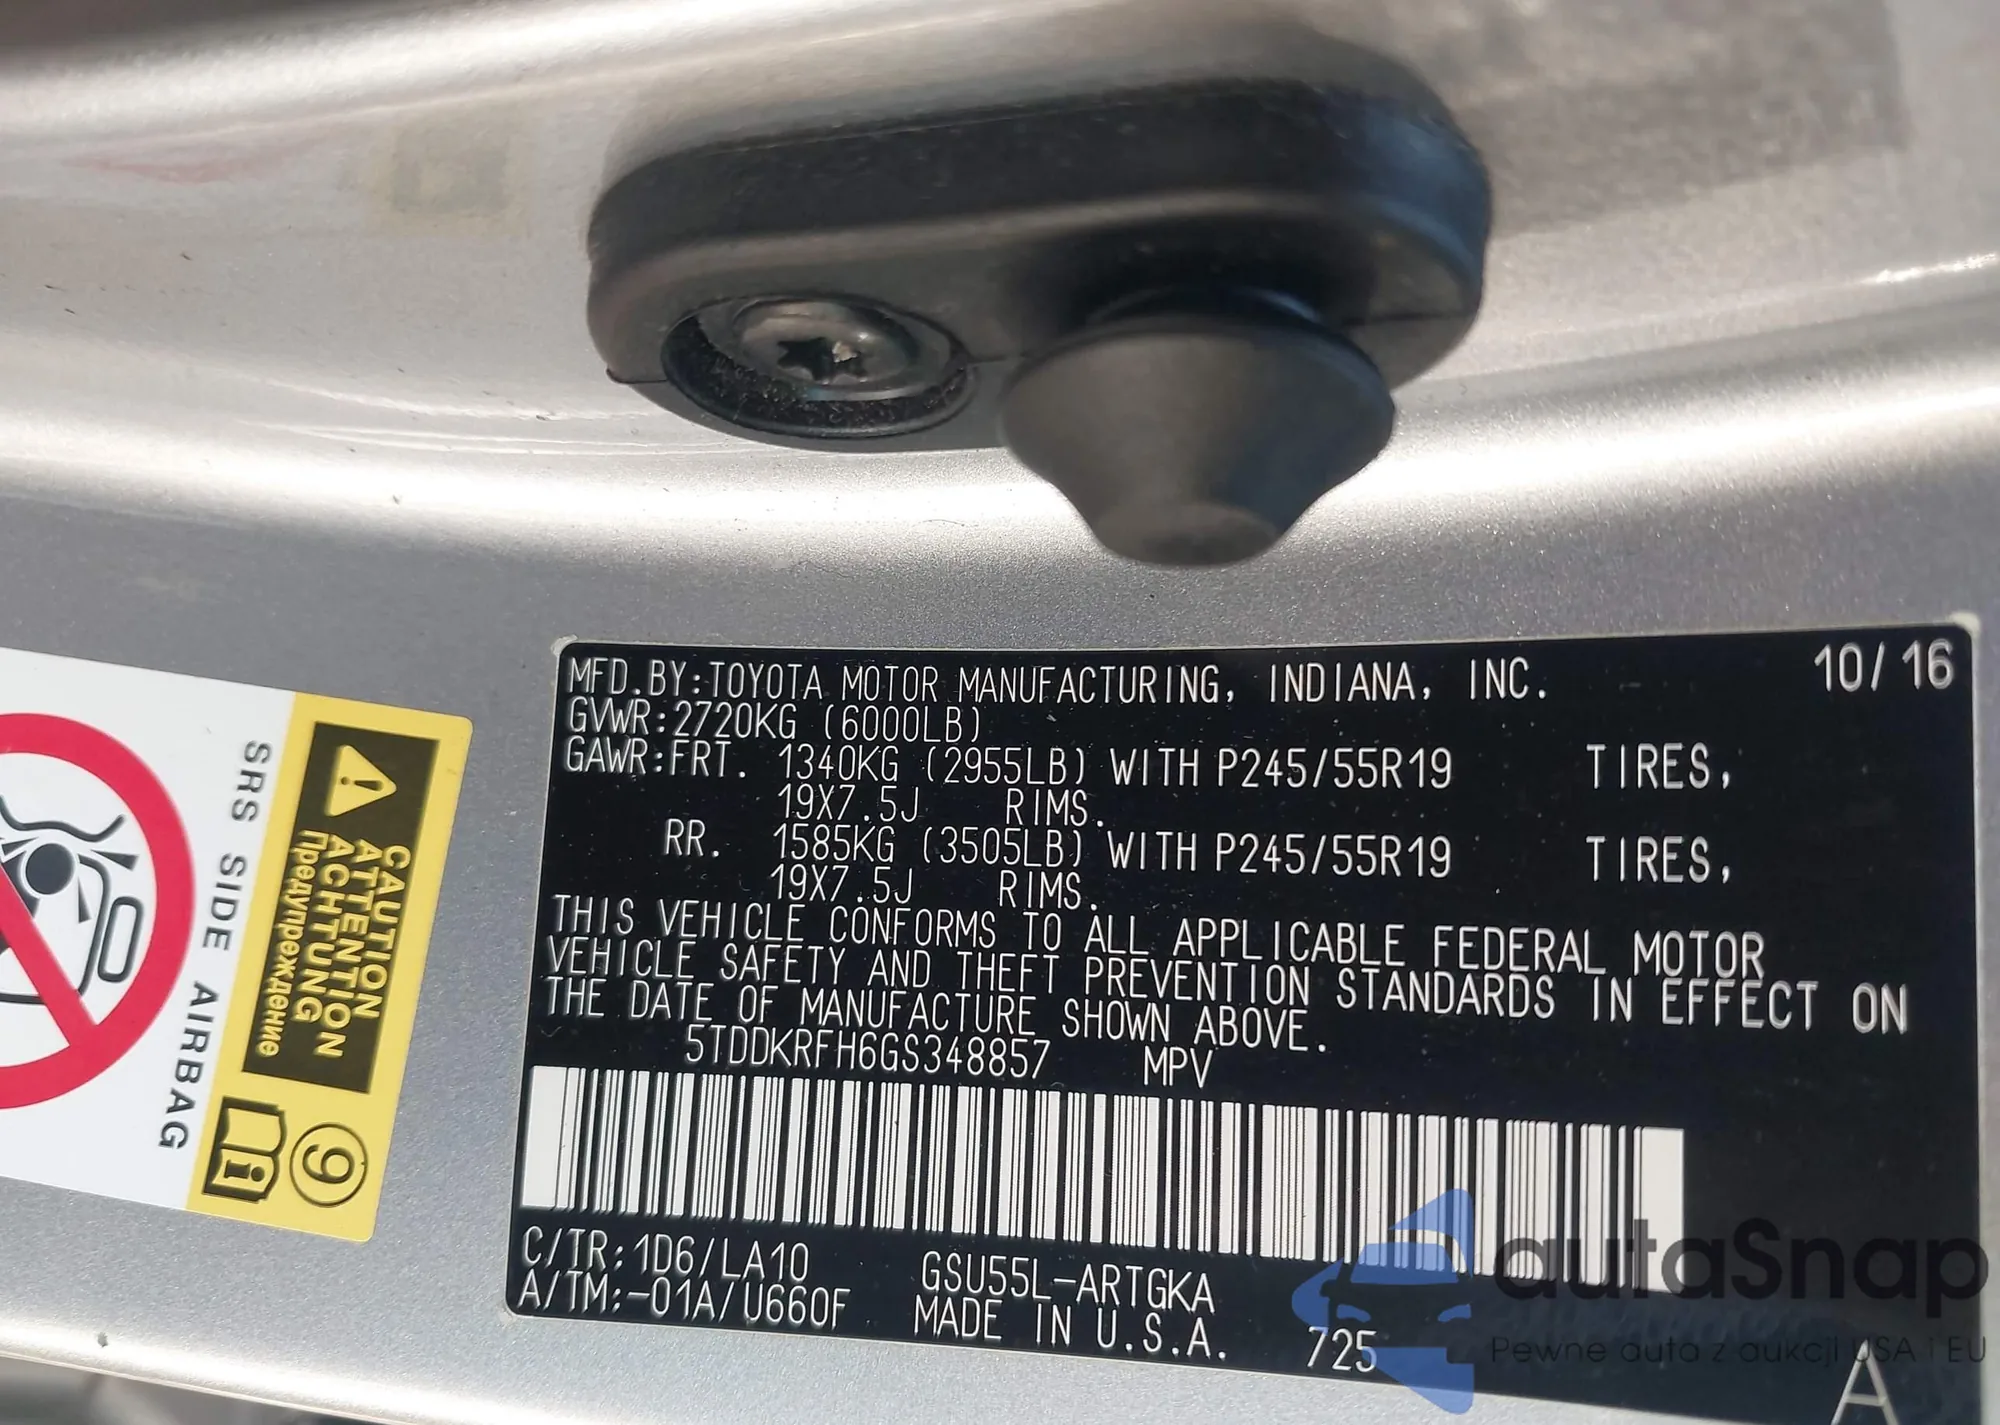 MFD.BY:TOYOTA MOTOR MANUFACTURING, INDIANA, INC. 10/16
GVWR:2720KG (6000LB)
GAWR:FRT. 1340KG (2955LB) WITH P245/55R19 TIRES,
19X7.5J RIMS.
RR. 1585KG (3505LB) WITH P245/55R19 TIRES,
19X7.5J RIMS.
THIS VEHICLE CONFORMS TO ALL APPLICABLE FEDERAL MOTOR
VEHICLE SAFETY AND THEFT PREVENTION STANDARDS IN EFFECT ON
THE DATE OF MANUFACTURE SHOWN ABOVE.
5TDDKRFH6GS348857 MPV
C/TR:1D6/LA10 GSU55L-ARTGKA
A/TM:-01A/U660F MADE IN U.S.A. 725
A
CAUTION
ATTENTION
ACHTUNG
Предупреждение
9
i
SRS SIDE AIRBAG
autaSnap
Pewne auta z aukcji USA i EU